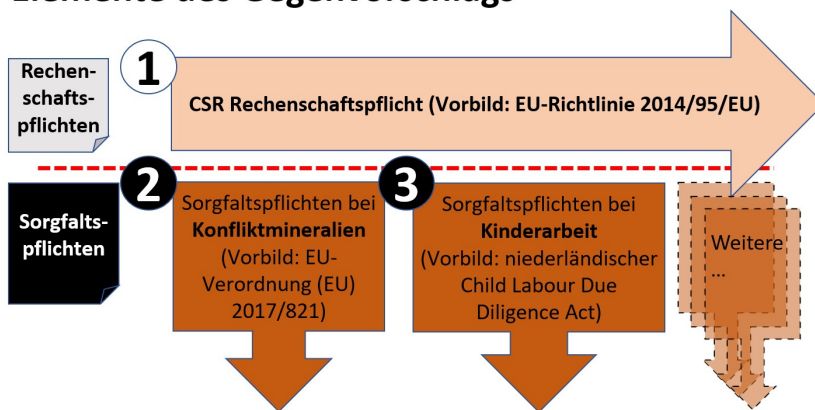 Elemente des Gegenvorschlags
Rechen-
schafts-
pflichten
1
CSR Rechenschaftspflicht (Vorbild: EU-Richtlinie 2014/95/EU)
Sorgfalts-
pflichten
2
Sorgfaltspflichten bei
Konfliktmineralien
(Vorbild: EU-
Verordnung (EU)
2017/821)
3
Sorgfaltspflichten bei
Kinderarbeit
(Vorbild: niederländischer
Child Labour Due
Diligence Act)
Weitere
...